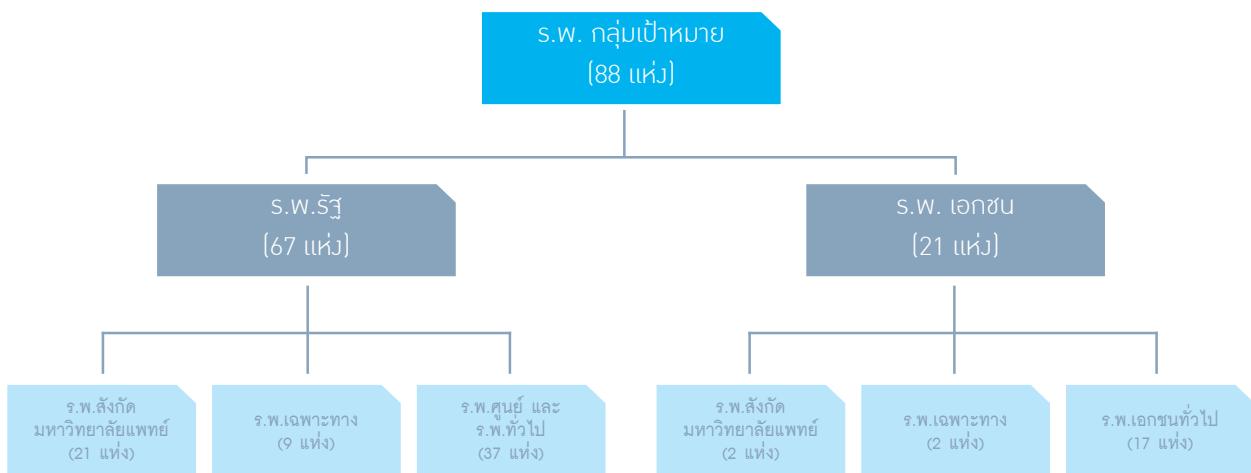 ร.พ. กลุ่มเป้าหมาย
(88 แห่ง)
ร.พ.รัฐ
(67 แห่ง)
ร.พ. เอกชน
(21 แห่ง)
ร.พ.สังกัด
มหาวิทยาลัยแพทย์
(21 แห่ง)
ร.พ.เฉพาะทาง
(9 แห่ง)
ร.พ.ศูนย์ และ
ร.พ.ทั่วไป
(37 แห่ง)
ร.พ.สังกัด
มหาวิทยาลัยแพทย์
(2 แห่ง)
ร.พ.เฉพาะทาง
(2 แห่ง)
ร.พ.เอกชนทั่วไป
(17 แห่ง)